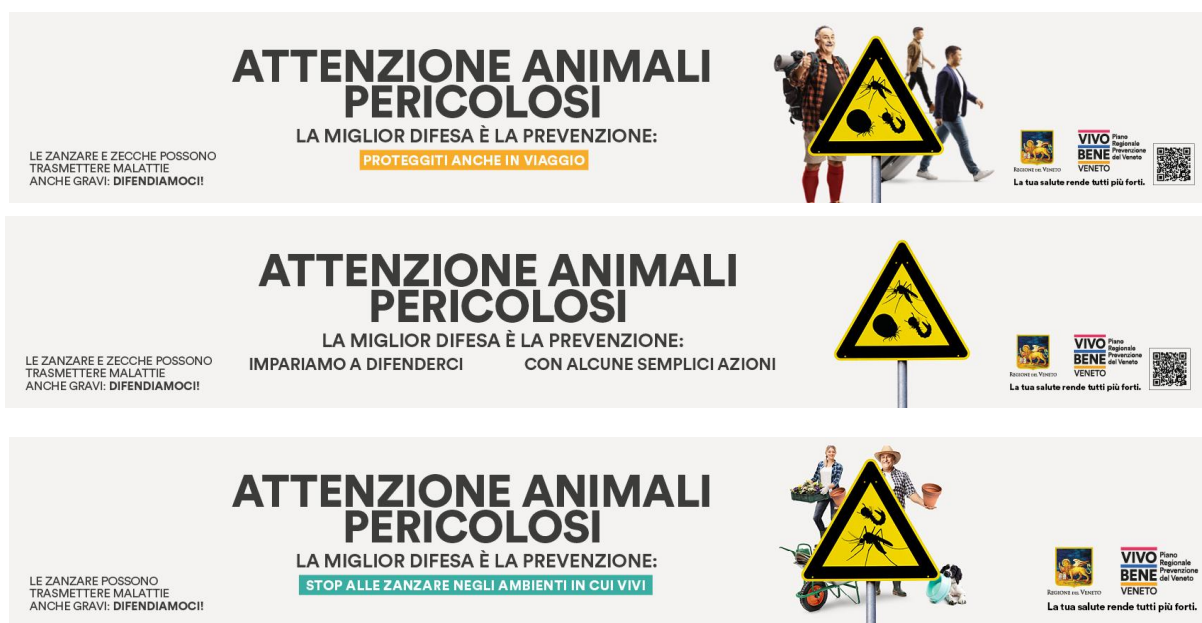 ATTENZIONE ANIMALI
PERICOLOSI
LA MIGLIOR DIFESA È LA PREVENZIONE:
PROTEGGITI ANCHE IN VIAGGIO
LE ZANZARE E ZECCHE POSSONO
TRASMETTERE MALATTIE
ANCHE GRAVI: DIFENDIAMOCI!
REGIONE DEL VENETO
VIVO
BENE
VENETO
Piano
Regionale
Prevenzione
del Veneto
La tua salute rende tutti più forti.
ATTENZIONE ANIMALI
PERICOLOSI
LA MIGLIOR DIFESA È LA PREVENZIONE:
IMPARIAMO A DIFENDERCI CON ALCUNE SEMPLICI AZIONI
LE ZANZARE E ZECCHE POSSONO
TRASMETTERE MALATTIE
ANCHE GRAVI: DIFENDIAMOCI!
REGIONE DEL VENETO
VIVO
BENE
VENETO
Piano
Regionale
Prevenzione
del Veneto
La tua salute rende tutti più forti.
ATTENZIONE ANIMALI
PERICOLOSI
LA MIGLIOR DIFESA È LA PREVENZIONE:
STOP ALLE ZANZARE NEGLI AMBIENTI IN CUI VIVI
LE ZANZARE POSSONO
TRASMETTERE MALATTIE
ANCHE GRAVI: DIFENDIAMOCI!
REGIONE DEL VENETO
VIVO
BENE
VENETO
Piano
Regionale
Prevenzione
del Veneto
La tua salute rende tutti più forti.